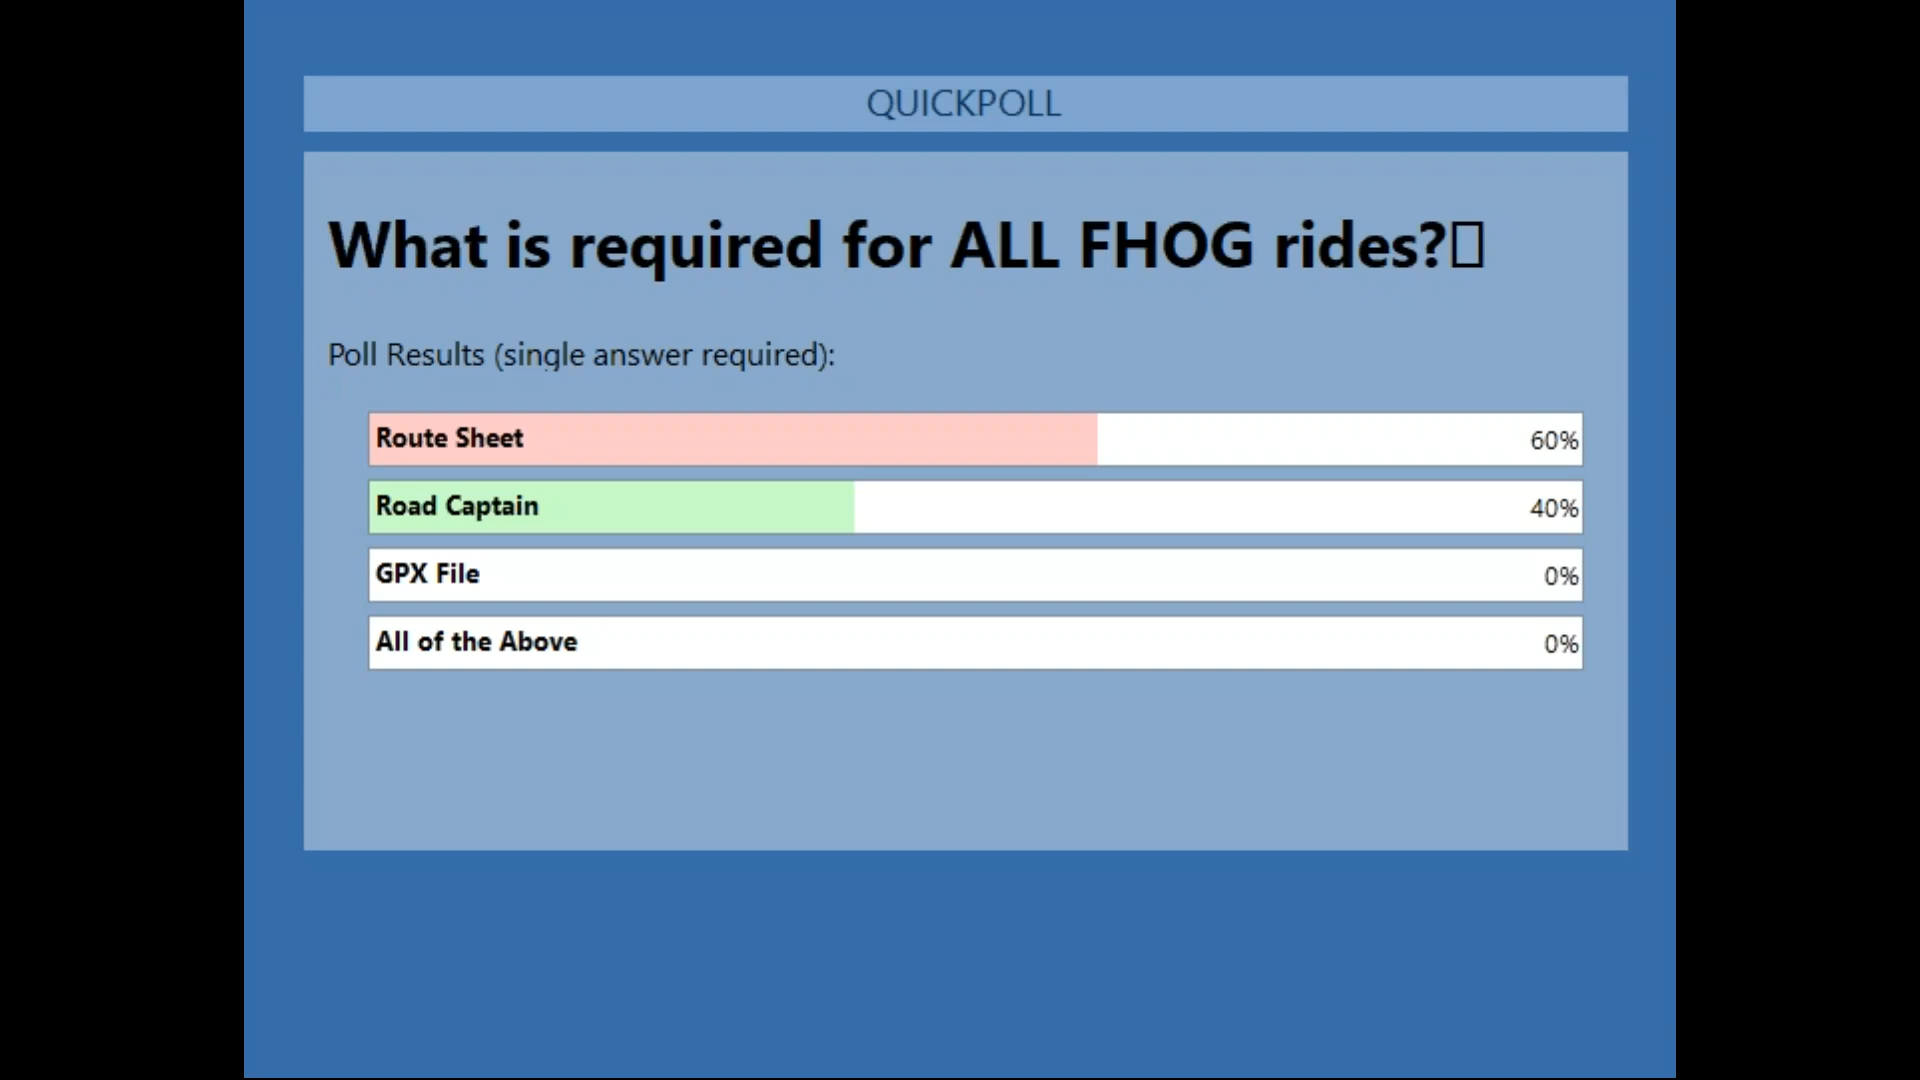 QUICKPOLL
What is required for ALL FHOG rides?
Poll Results (single answer required):
Route Sheet 60%
Road Captain 40%
GPX File 0%
All of the Above 0%